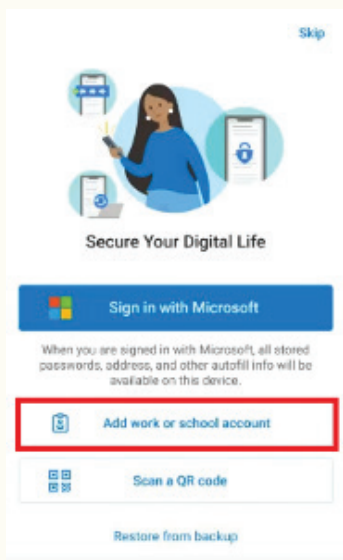 Skip
Secure Your Digital Life
Sign in with Microsoft
When you are signed in with Microsoft, all stored
passwords, address, and other autofill info will be
available on this device.
Add work or school account
Scan a QR code
Restore from backup